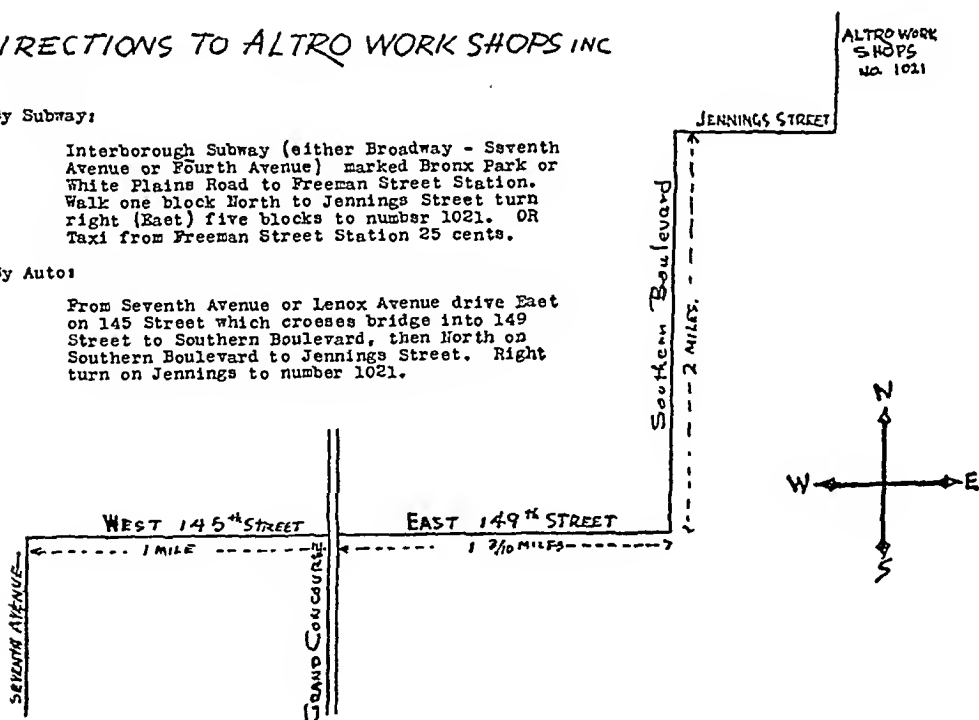 IRECTIONS TO ALTRO WORK SHOPS INC
y Subway:
Interborough Subway (either Broadway - Seventh
Avenue or Fourth Avenue) marked Bronx Park or
White Plains Road to Freeman Street Station.
Walk one block North to Jennings Street turn
right (East) five blocks to number 1021. OR
Taxi from Freeman Street Station 25 cents.
y Auto:
From Seventh Avenue or Lenox Avenue drive East
on 145 Street which crosses bridge into 149
Street to Southern Boulevard, then North on
Southern Boulevard to Jennings Street. Right
turn on Jennings to number 1021.
ALTRO WORK
SHOPS
No. 1021
JENNINGS STREET
Southern Boulevard
2 MILES.
N
W
E
S
WEST 145th STREET
EAST 149th STREET
1 MILE
MILES
SEVENTH AVENUE
GRAND CONCOURSE